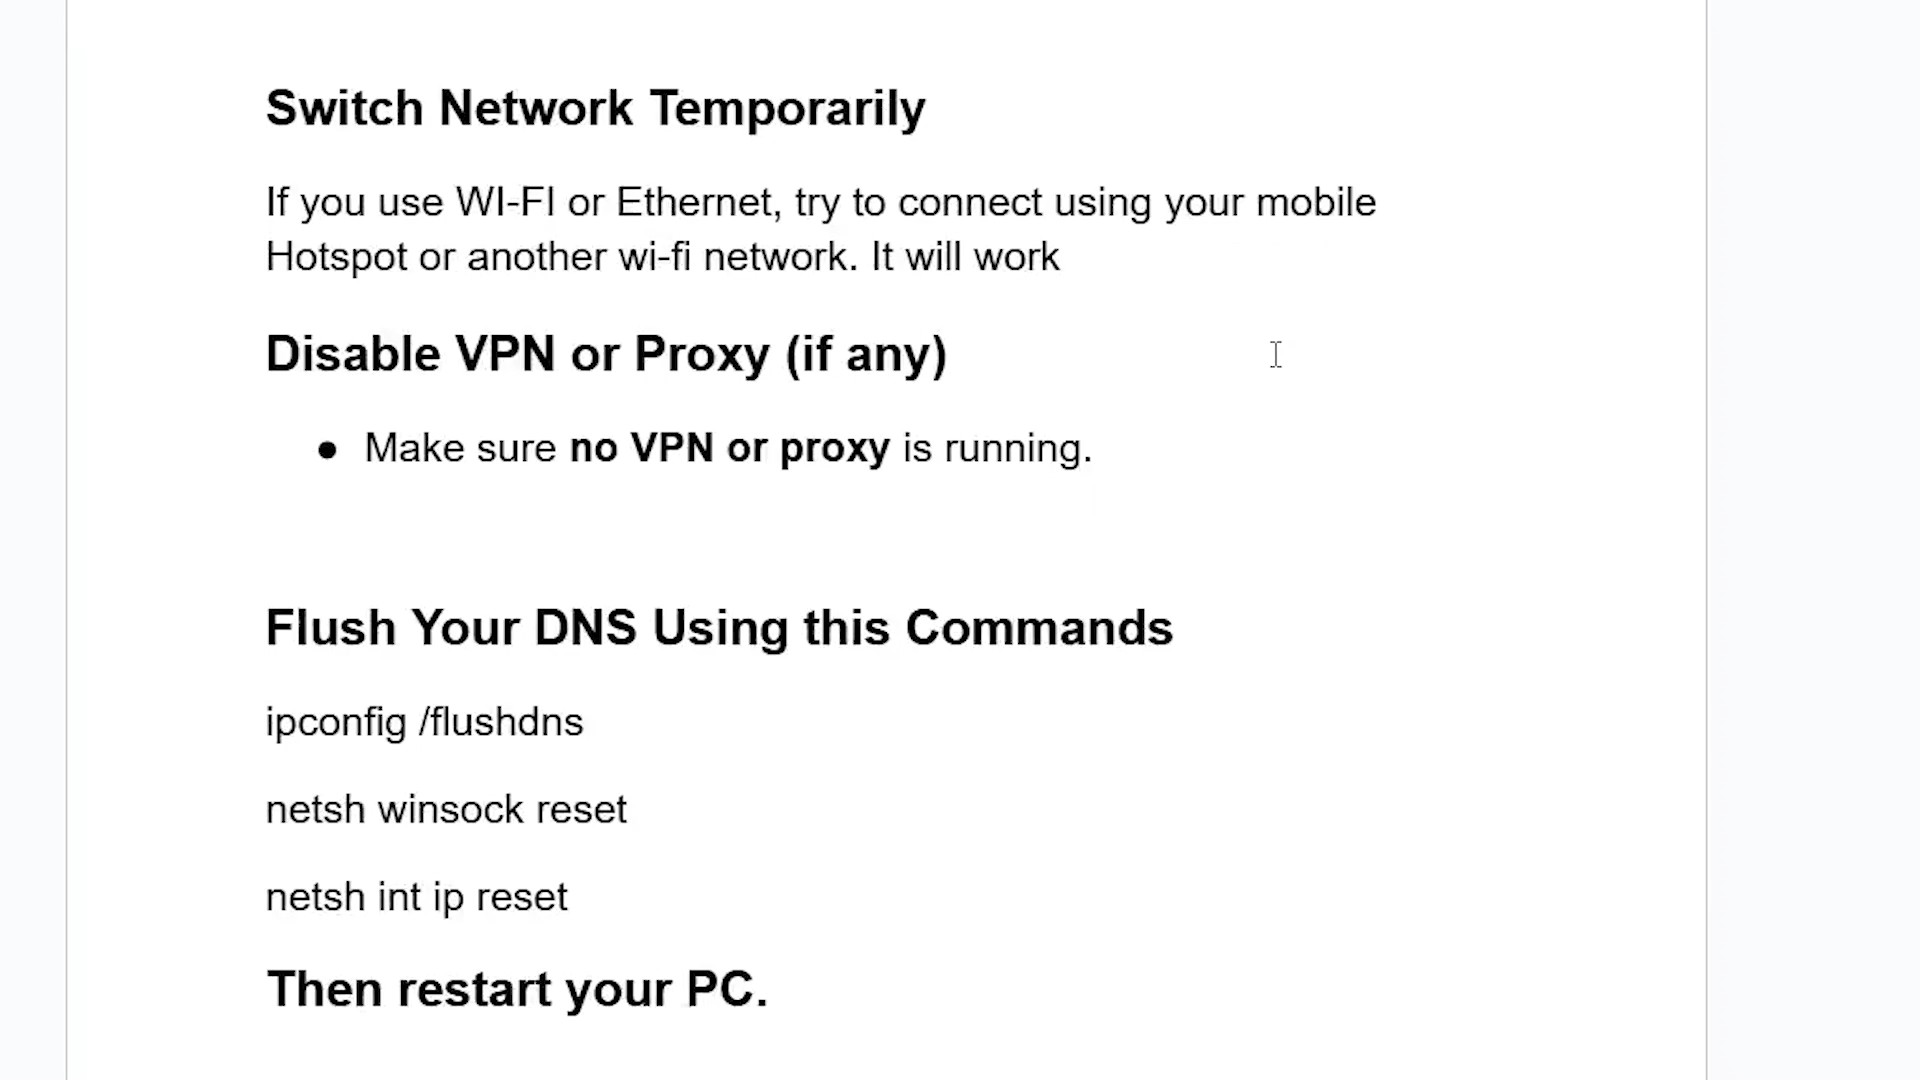 Switch Network Temporarily
If you use WI-FI or Ethernet, try to connect using your mobile
Hotspot or another wi-fi network. It will work
Disable VPN or Proxy (if any)
● Make sure no VPN or proxy is running.
Flush Your DNS Using this Commands
ipconfig /flushdns
netsh winsock reset
netsh int ip reset
Then restart your PC.